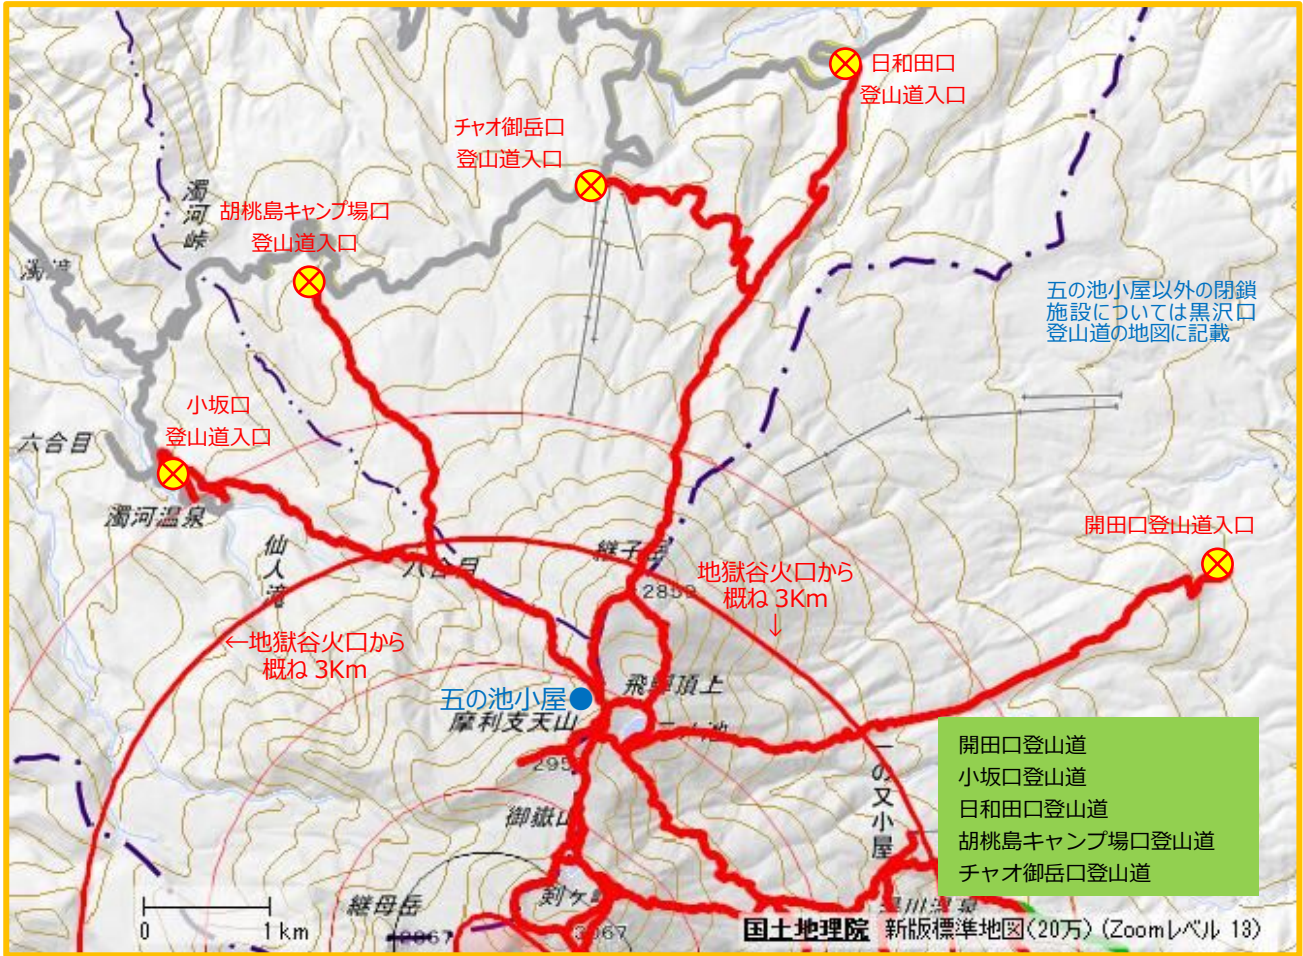 日和田口
登山道入口
チャオ御岳口
登山道入口
濁河峠
胡桃島キャンプ場口
登山道入口
五の池小屋以外の閉鎖
施設については黒沢口
登山道の地図に記載
小坂口
登山道入口
六合目
濁河温泉
仙人滝
八合目
継子岳
2859
開田口登山道入口
地獄谷火口から
概ね 3Km
↓
←地獄谷火口から
概ね 3Km
五の池小屋
飛騨頂上
摩利支天山
御嶽山
の又小屋
開田口登山道
小坂口登山道
日和田口登山道
胡桃島キャンプ場口登山道
チャオ御岳口登山道
継母岳
2867
剣ヶ峰
3067
湯川温泉
0 1km
国土地理院 新版標準地図(20万) (Zoomレベル 13)